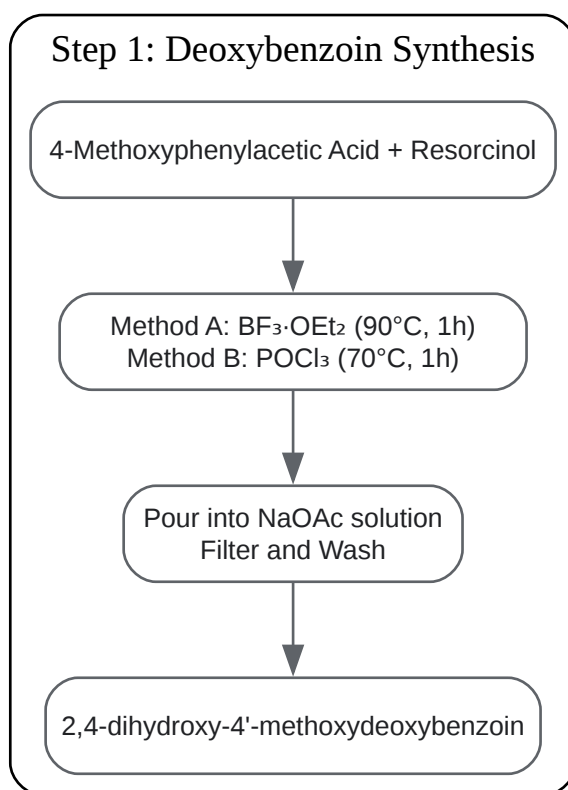 Step 1: Deoxybenzoin Synthesis
4-Methoxyphenylacetic Acid + Resorcinol
Method A: BF₃·OEt₂ (90°C, 1h)
Method B: POCl₃ (70°C, 1h)
Pour into NaOAc solution
Filter and Wash
2,4-dihydroxy-4'-methoxydeoxybenzoin